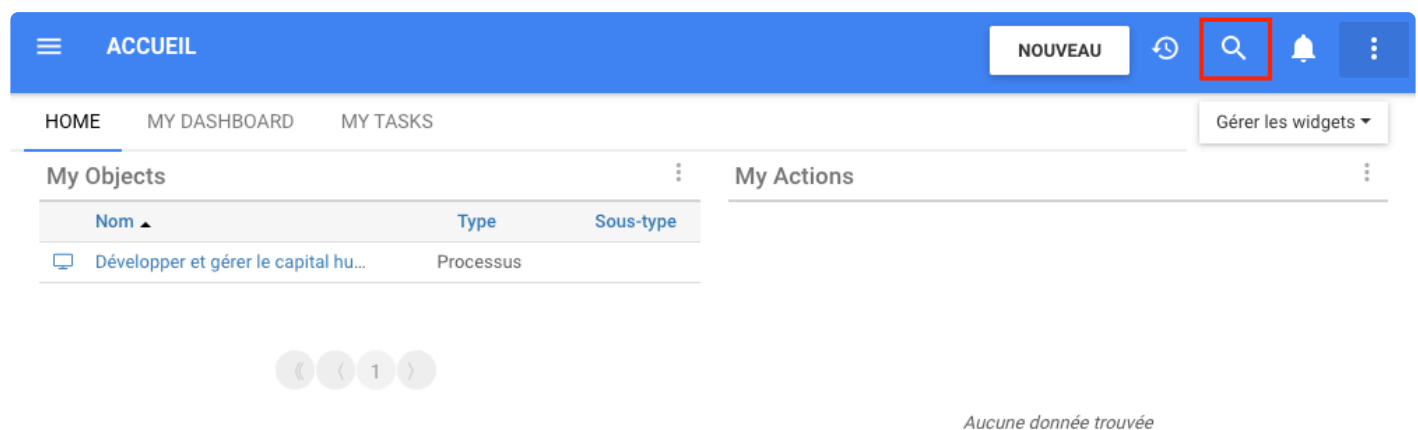 ACCUEIL NOUVEAU
HOME MY DASHBOARD MY TASKS Gérer les widgets
My Objects My Actions
Nom Type Sous-type
Développer et gérer le capital hu... Processus
1
Aucune donnée trouvée